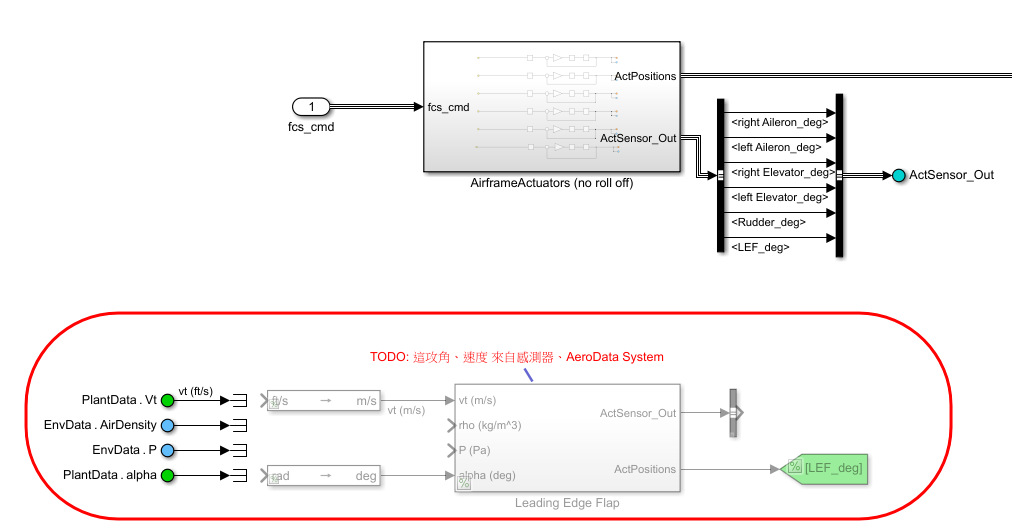 ActPositions
1
fcs_cmd
fcs_cmd
ActSensor_Out
AirframeActuators (no roll off)
<right Aileron_deg>
<left Aileron_deg>
<right Elevator_deg>
<left Elevator_deg>
<Rudder_deg>
<LEF_deg>
ActSensor_Out
TODO: 這攻角、速度 來自感測器、AeroData System
PlantData . Vt
vt (ft/s)
ft/s → m/s
vt (m/s)
vt (m/s)
EnvData . AirDensity
rho (kg/m^3)
EnvData . P
P (Pa)
PlantData . alpha
rad → deg
alpha (deg)
ActSensor_Out
ActPositions
% [LEF_deg]
Leading Edge Flap